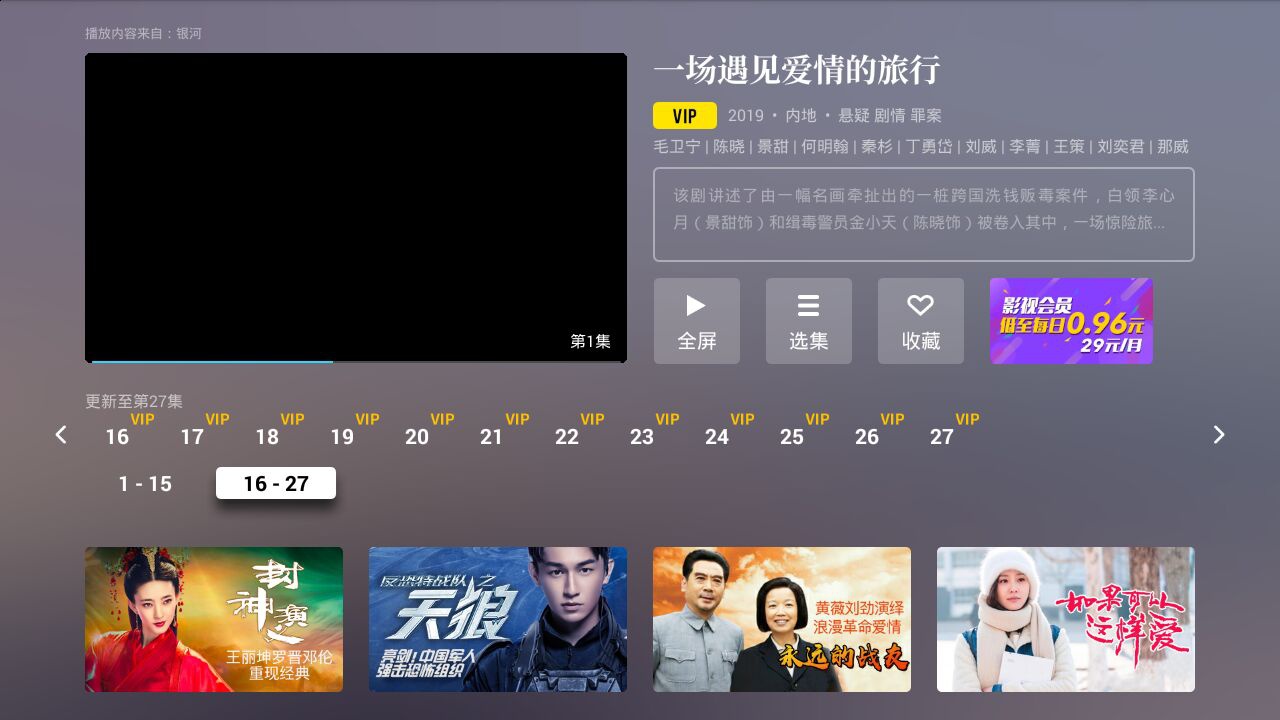 播放内容来自：银河
第1集
一场遇见爱情的旅行
VIP 2019 • 内地 • 悬疑 剧情 罪案
毛卫宁 | 陈晓 | 景甜 | 何明翰 | 秦杉 | 丁勇岱 | 刘威 | 李菁 | 王策 | 刘奕君 | 那威
该剧讲述了由一幅名画牵扯出的一桩跨国洗钱贩毒案件，白领李心
月（景甜饰）和缉毒警员金小天（陈晓饰）被卷入其中，一场惊险旅...
全屏
选集
收藏
影视会员
低至每日0.96元
29元/月
更新至第27集
16 VIP 17 VIP 18 VIP 19 VIP 20 VIP 21 VIP 22 VIP 23 VIP 24 VIP 25 VIP 26 VIP 27 VIP
1 - 15
16 - 27
封神演义
王丽坤罗晋邓伦
重现经典
反恐特战队之
天狼
亮剑！中国军人
强击恐怖组织
黄薇刘劲演绎
浪漫革命爱情
永远的战友
如果可以
这样爱